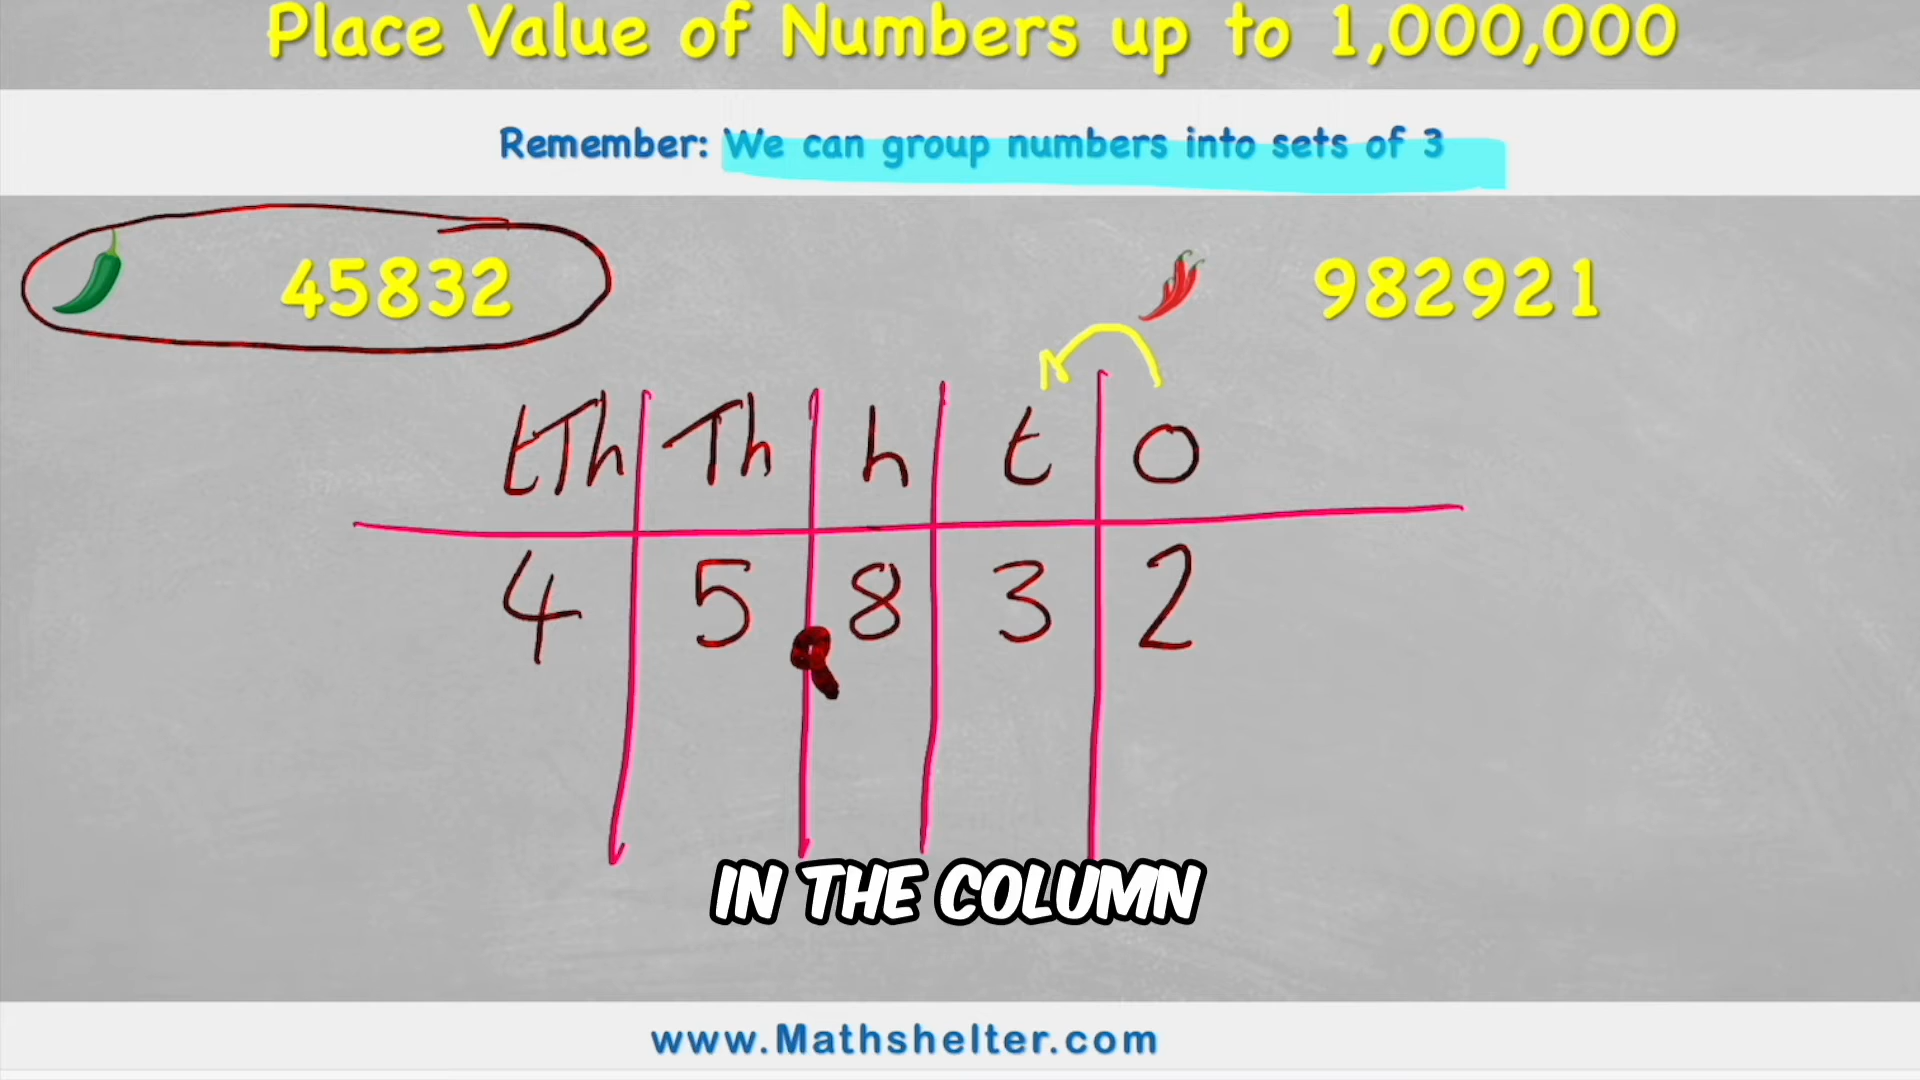 Place Value of Numbers up to 1,000,000
Remember: We can group numbers into sets of 3
45832 982921
tTh Th h t O
4 5 , 8 3 2
IN THE COLUMN
www.Mathshelter.com